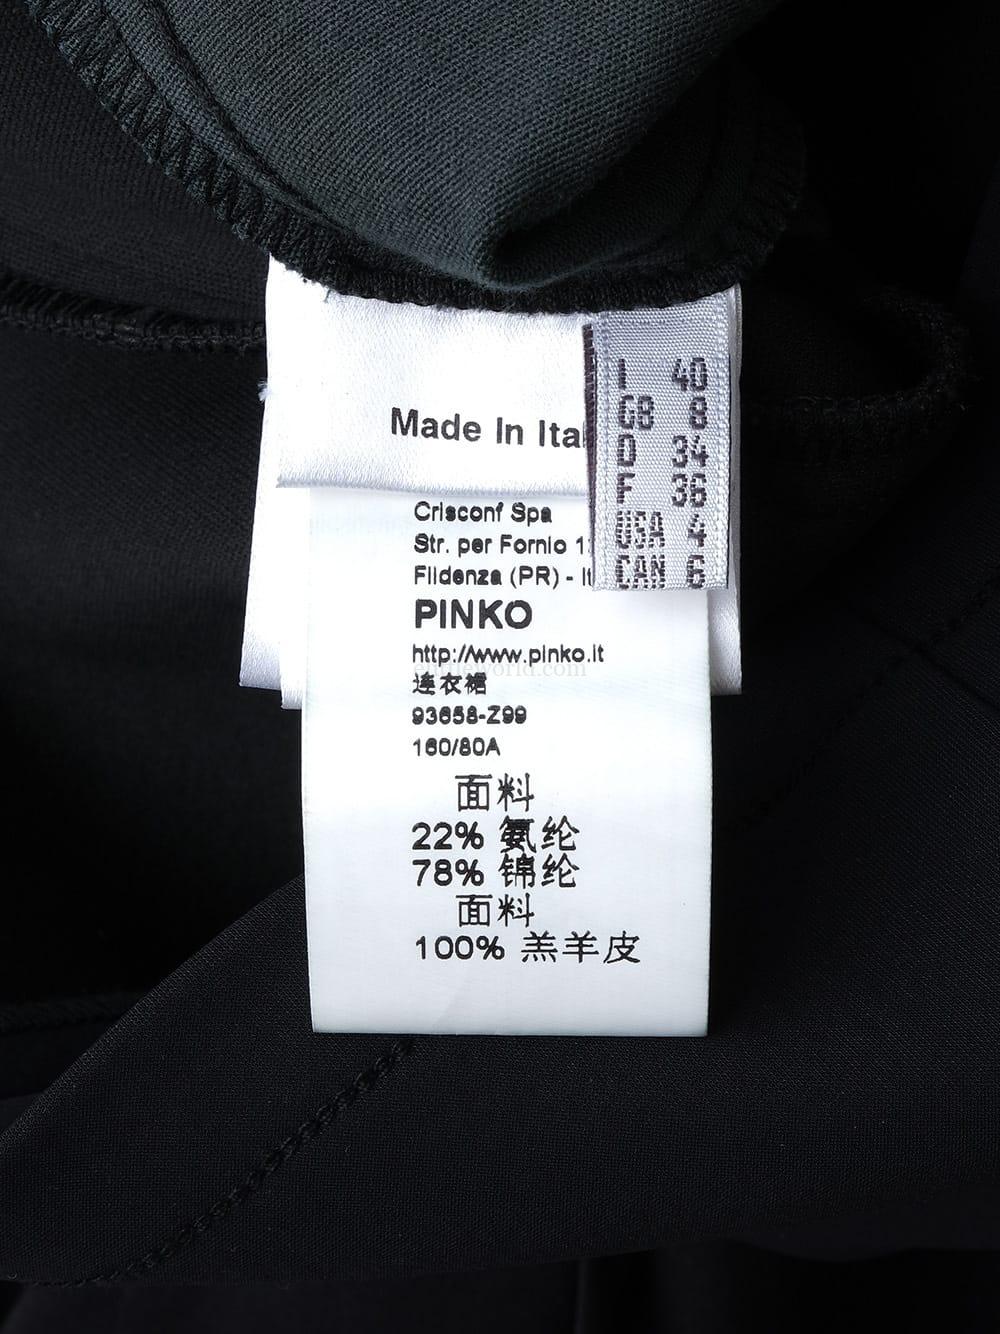 Made In Ita
I 40
GB 8
D 34
F 36
USA 4
CAN 6
Crisconf Spa
Str. per Fornio 1
Fildenza (PR) - It
PINKO
http://www.pinko.it
连衣裙
93658-Z99
160/80A
面料
22% 氨纶
78% 锦纶
面料
100% 羔羊皮